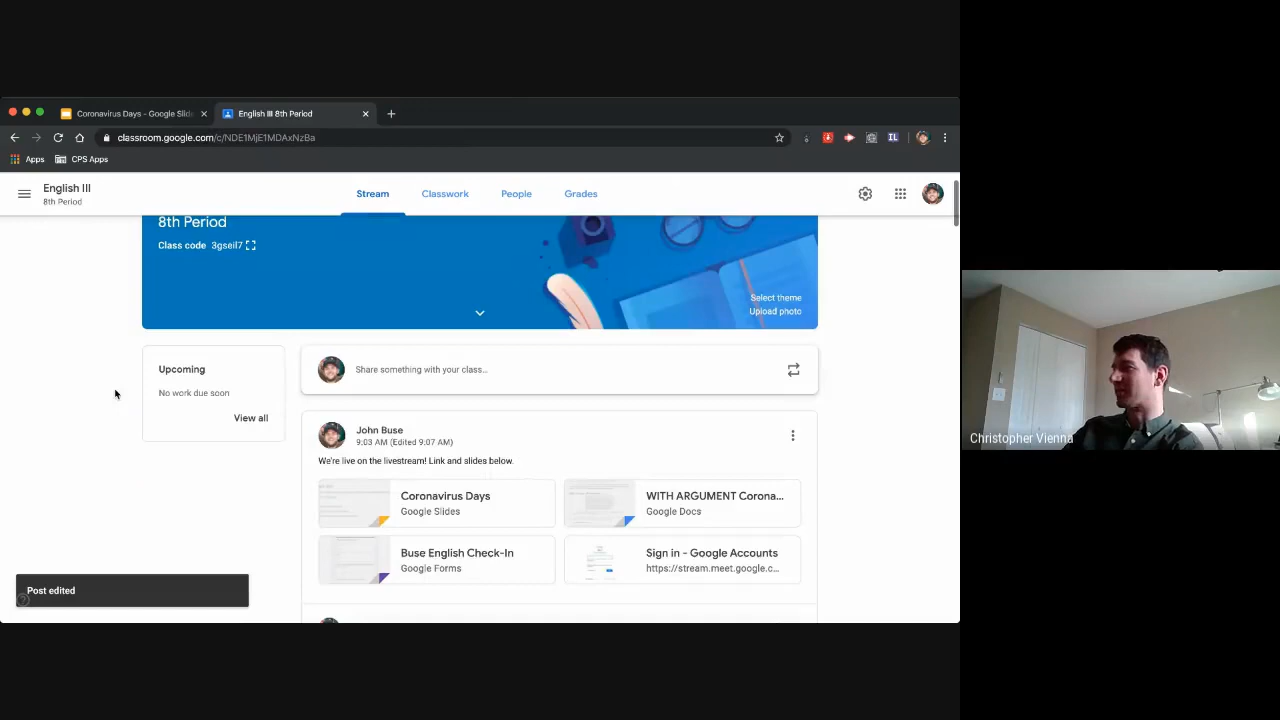 Coronavirus Days - Google Slid
English III 8th Period
classroom.google.com/c/NDE1MjE1MDAxNzBa
Apps
CPS Apps
English III
8th Period
Stream
Classwork
People
Grades
8th Period
Class code 3gseil7
Select theme
Upload photo
Upcoming
No work due soon
View all
Share something with your class...
John Buse
9:03 AM (Edited 9:07 AM)
We're live on the livestream! Link and slides below.
Coronavirus Days
Google Slides
WITH ARGUMENT Corona...
Google Docs
Buse English Check-In
Google Forms
Sign in - Google Accounts
https://stream.meet.google.c...
Post edited
Christopher Vienna